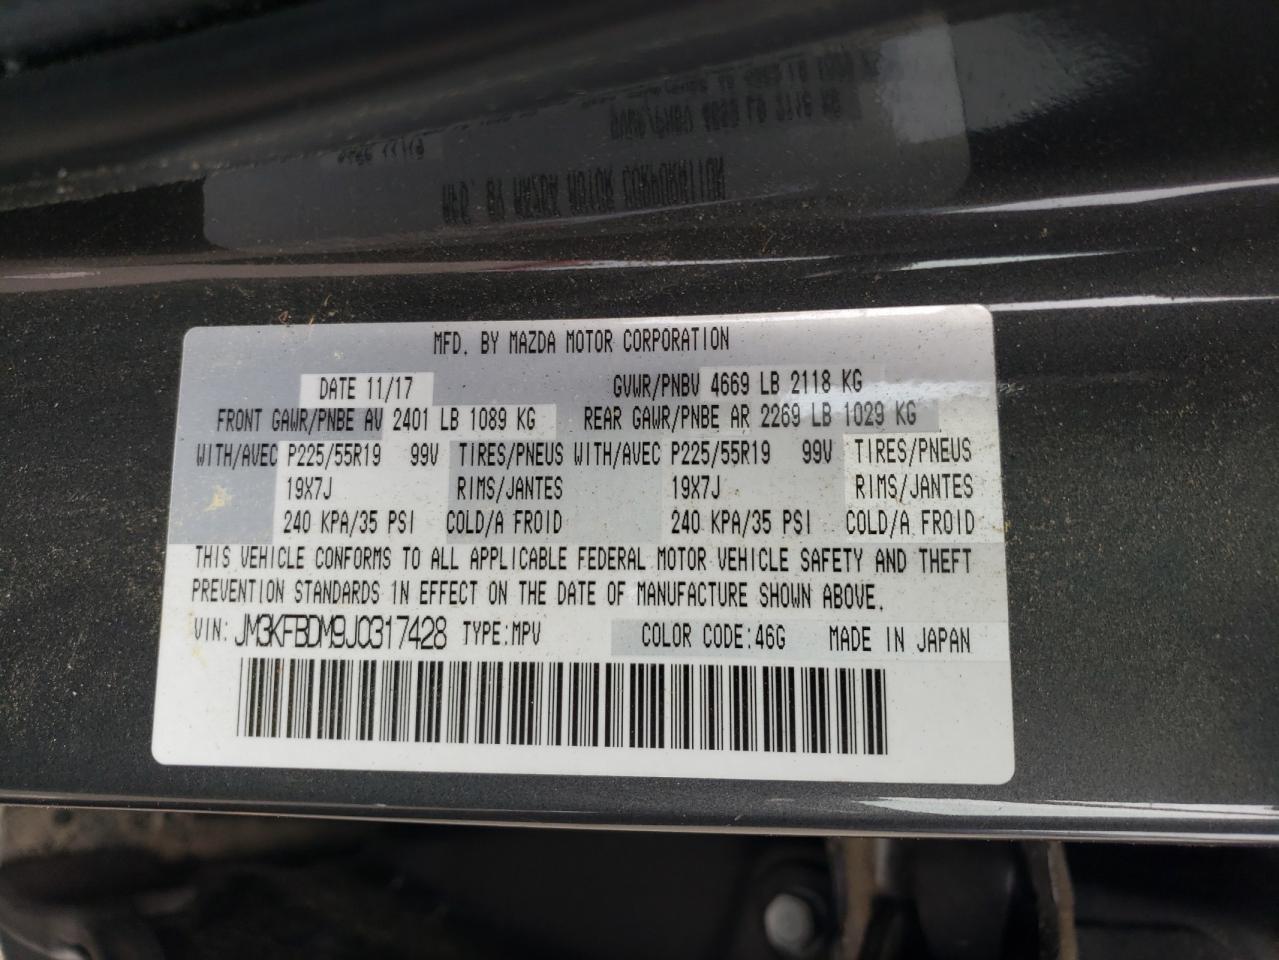 MFD. BY MAZDA MOTOR CORPORATION
DATE 11/17 GVWR/PNBV 4669 LB 2118 KG
FRONT GAWR/PNBE AV 2401 LB 1089 KG REAR GAWR/PNBE AR 2269 LB 1029 KG
WITH/AVEC P225/55R19 99V TIRES/PNEUS WITH/AVEC P225/55R19 99V TIRES/PNEUS
19X7J RIMS/JANTES 19X7J RIMS/JANTES
240 KPA/35 PSI COLD/A FROID 240 KPA/35 PSI COLD/A FROID
THIS VEHICLE CONFORMS TO ALL APPLICABLE FEDERAL MOTOR VEHICLE SAFETY AND THEFT
PREVENTION STANDARDS IN EFFECT ON THE DATE OF MANUFACTURE SHOWN ABOVE.
VIN: JM3KFBDM9J0317428 TYPE:MPV COLOR CODE:46G MADE IN JAPAN